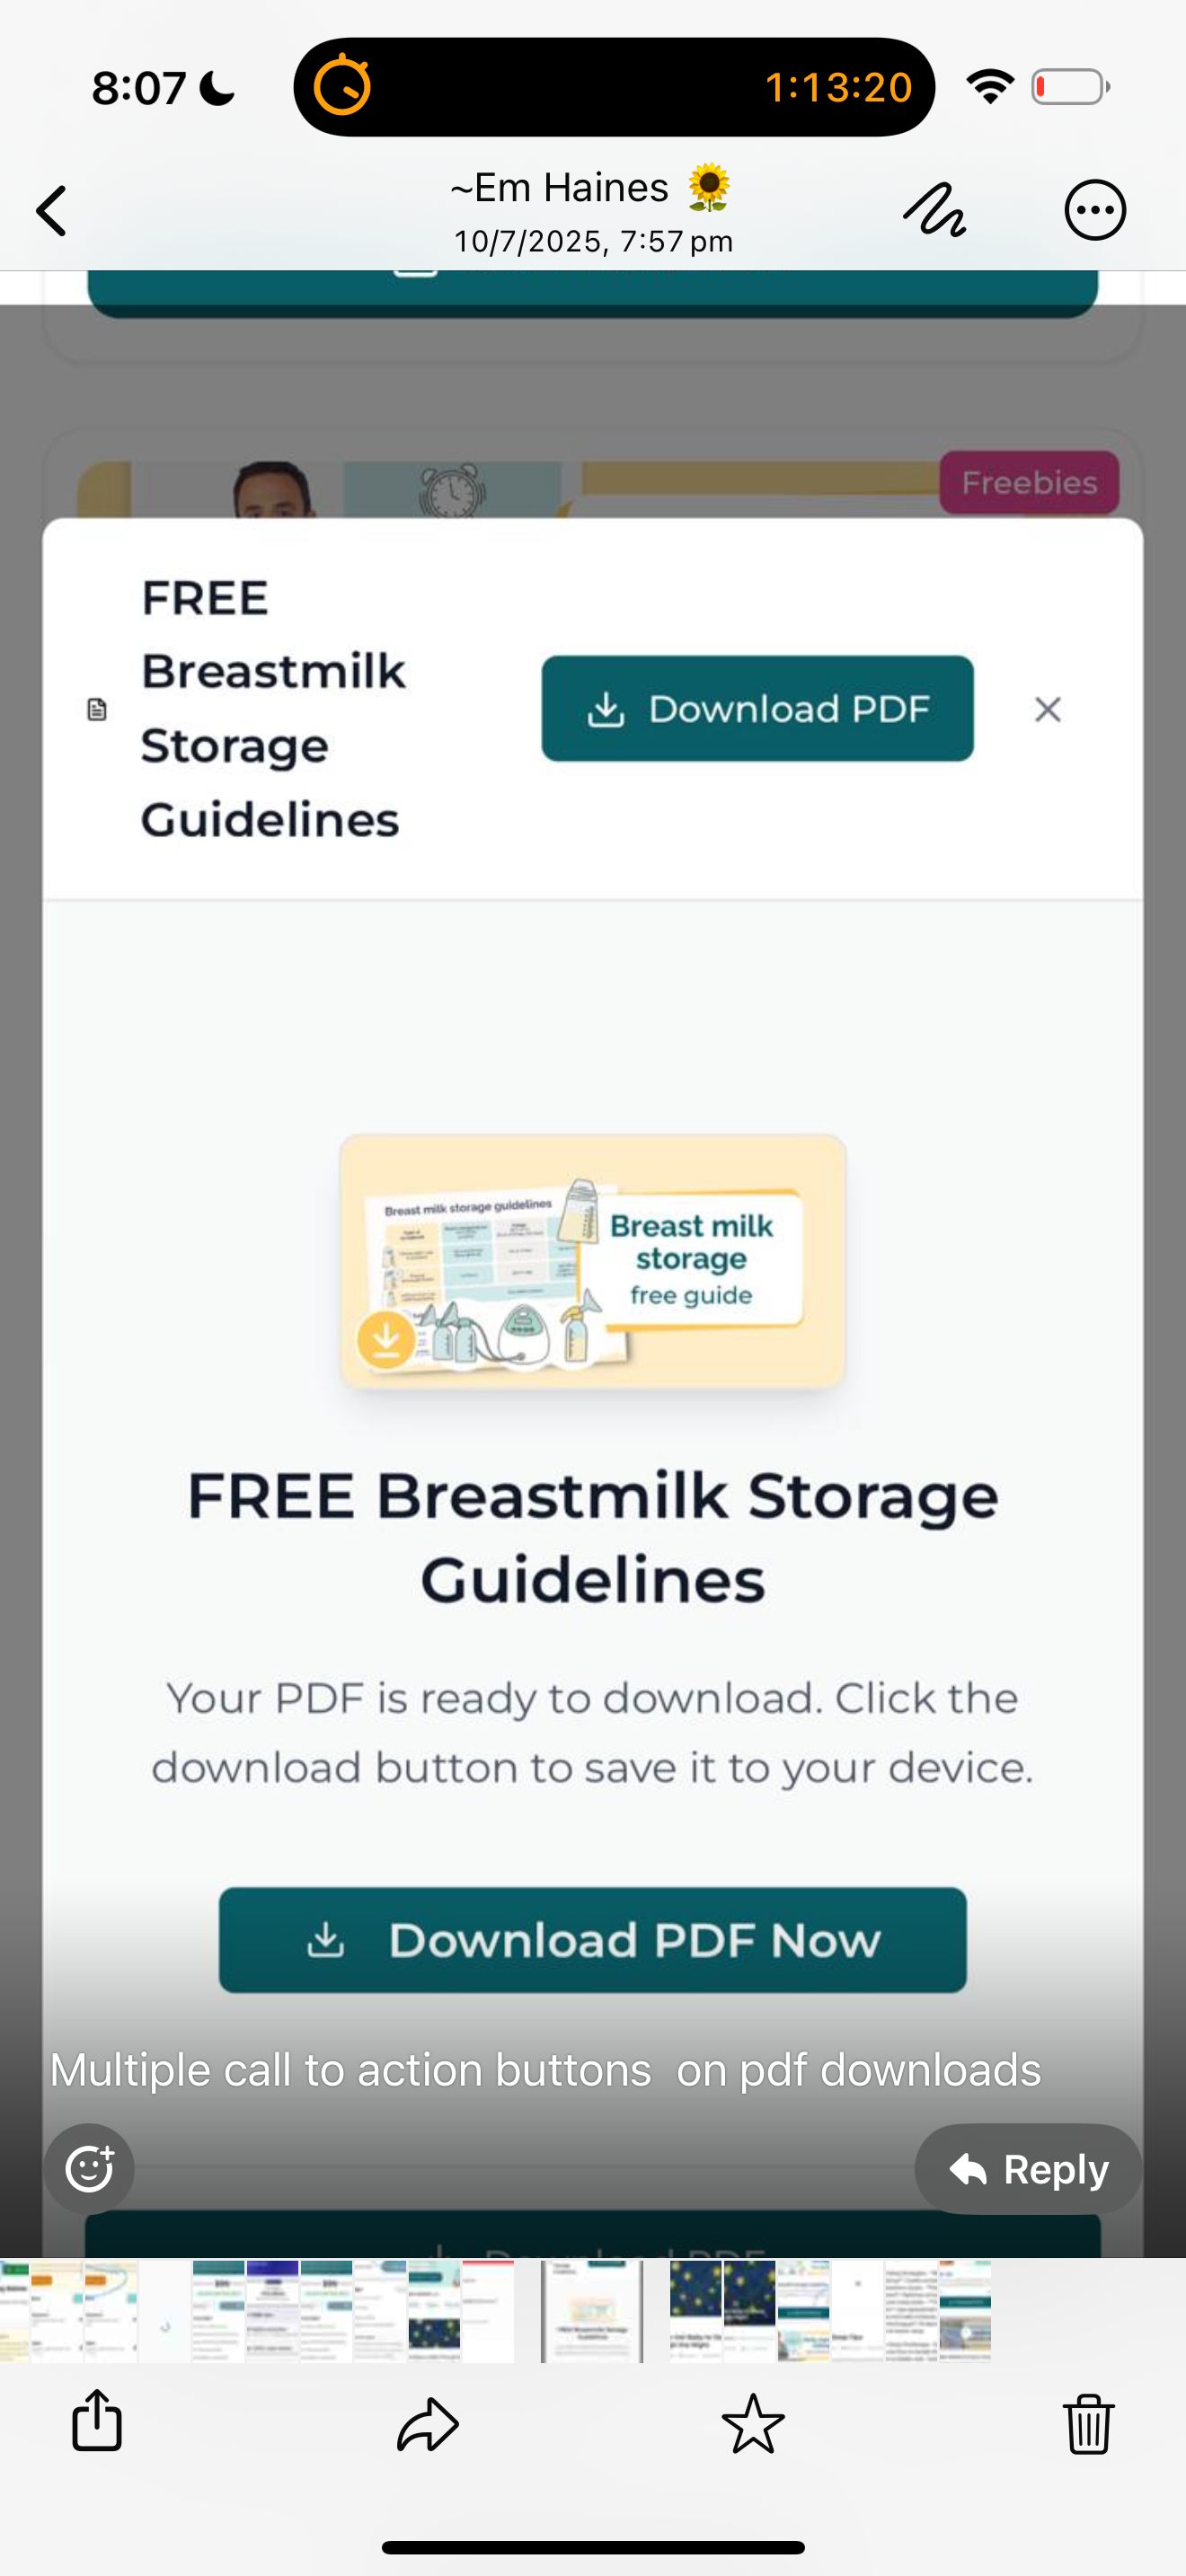 8:07
1:13:20
~Em Haines 🌻
10/7/2025, 7:57 pm
Freebies
FREE
Breastmilk
Storage
Guidelines
Download PDF
Breast milk storage guidelines
Breast milk
storage
free guide
FREE Breastmilk Storage
Guidelines
Your PDF is ready to download. Click the
download button to save it to your device.
Download PDF Now
Multiple call to action buttons  on pdf downloads
Reply